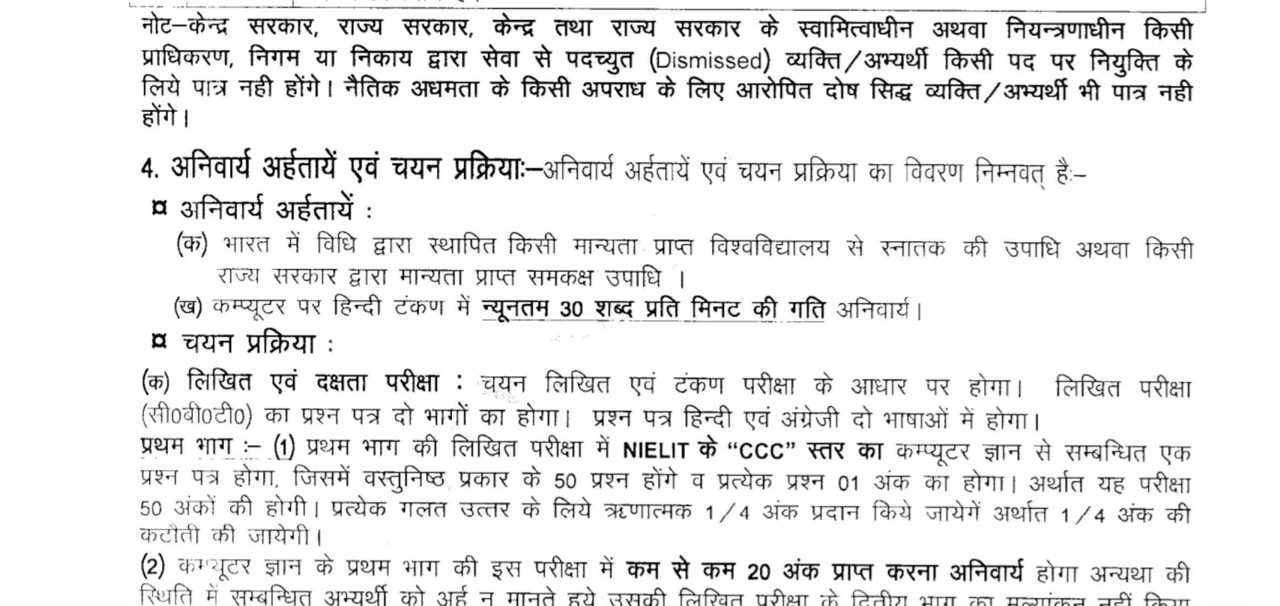 नोट–केन्द्र सरकार, राज्य सरकार, केन्द्र तथा राज्य सरकार के स्वामित्वाधीन अथवा नियन्त्रणाधीन किसी
प्राधिकरण, निगम या निकाय द्वारा सेवा से पदच्युत (Dismissed) व्यक्ति/अभ्यर्थी किसी पद पर नियुक्ति के
लिये पात्र नही होंगे। नैतिक अधमता के किसी अपराध के लिए आरोपित दोष सिद्ध व्यक्ति/अभ्यर्थी भी पात्र नही
होंगे।
4. अनिवार्य अर्हतायें एवं चयन प्रक्रियाः–अनिवार्य अर्हतायें एवं चयन प्रक्रिया का विवरण निम्नवत् हैः–
¤ अनिवार्य अर्हतायें :
(क) भारत में विधि द्वारा स्थापित किसी मान्यता प्राप्त विश्वविद्यालय से स्नातक की उपाधि अथवा किसी
राज्य सरकार द्वारा मान्यता प्राप्त समकक्ष उपाधि ।
(ख) कम्प्यूटर पर हिन्दी टंकण में न्यूनतम 30 शब्द प्रति मिनट की गति अनिवार्य।
¤ चयन प्रक्रिया :
(क) लिखित एवं दक्षता परीक्षा : चयन लिखित एवं टंकण परीक्षा के आधार पर होगा। लिखित परीक्षा
(सी0बी0टी0) का प्रश्न पत्र दो भागों का होगा। प्रश्न पत्र हिन्दी एवं अंग्रेजी दो भाषाओं में होगा।
प्रथम भाग :– (1) प्रथम भाग की लिखित परीक्षा में NIELIT के “CCC” स्तर का कम्प्यूटर ज्ञान से सम्बन्धित एक
प्रश्न पत्र होगा, जिसमें वस्तुनिष्ठ प्रकार के 50 प्रश्न होंगे व प्रत्येक प्रश्न 01 अंक का होगा। अर्थात यह परीक्षा
50 अंकों की होगी। प्रत्येक गलत उत्तर के लिये ऋणात्मक 1/4 अंक प्रदान किये जायेगें अर्थात 1/4 अंक की
कटौती की जायेगी।
(2) कम्प्यूटर ज्ञान के प्रथम भाग की इस परीक्षा में कम से कम 20 अंक प्राप्त करना अनिवार्य होगा अन्यथा की
स्थिति में सम्बन्धित अभ्यर्थी को अर्ह न मानते हुये उसकी लिखित परीक्षा के द्वितीय भाग का मूल्यांकन नहीं किया